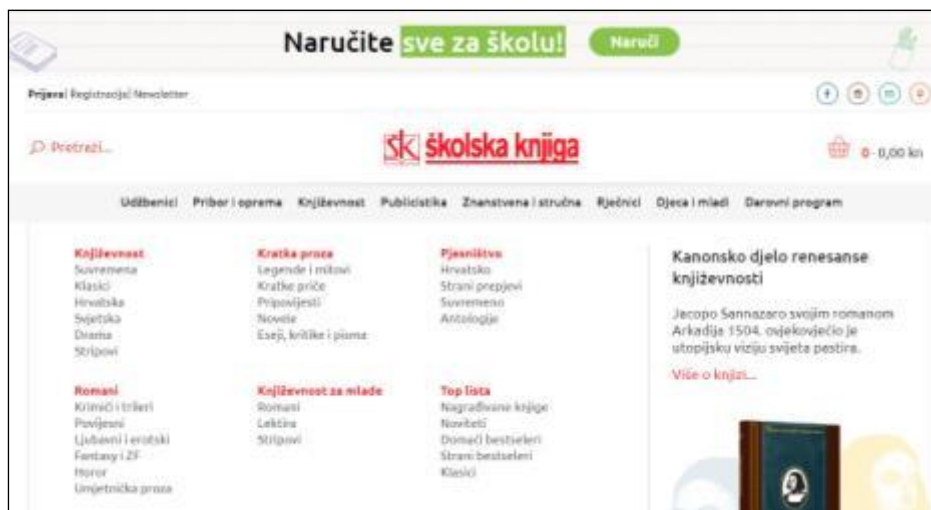 Naručite sve za školu! Naruči
Prijava| Registracija| Newsletter
Pretraži...
šk školska knjiga
0 - 0,00 kn
Udžbenici Pribor i oprema Književnost Publicistika Znanstvena i stručna Rječnici Djeca i mladi Darovni program
Književnost
Suvremena
Klasici
Hrvatska
Svjetska
Drama
Stripovi
Kratka proza
Legende i mitovi
Kratke priče
Pripovijesti
Novele
Eseji, kritike i pisma
Pjesništvo
Hrvatsko
Strani prepjevi
Suvremeno
Antologije
Romani
Krimići i trileri
Povijesni
Ljubavni i erotski
Fantasy i ZF
Horor
Umjetnička proza
Književnost za mlade
Romani
Lektira
Stripovi
Top lista
Nagrađivane knjige
Noviteti
Domaći bestseleri
Strani bestseleri
Klasici
Kanonsko djelo renesanse
književnosti
Jacopo Sannazaro svojim romanom
Arkadija 1504. ovjekovječio je
utopijsku viziju svijeta pastira.
Više o knjizi...